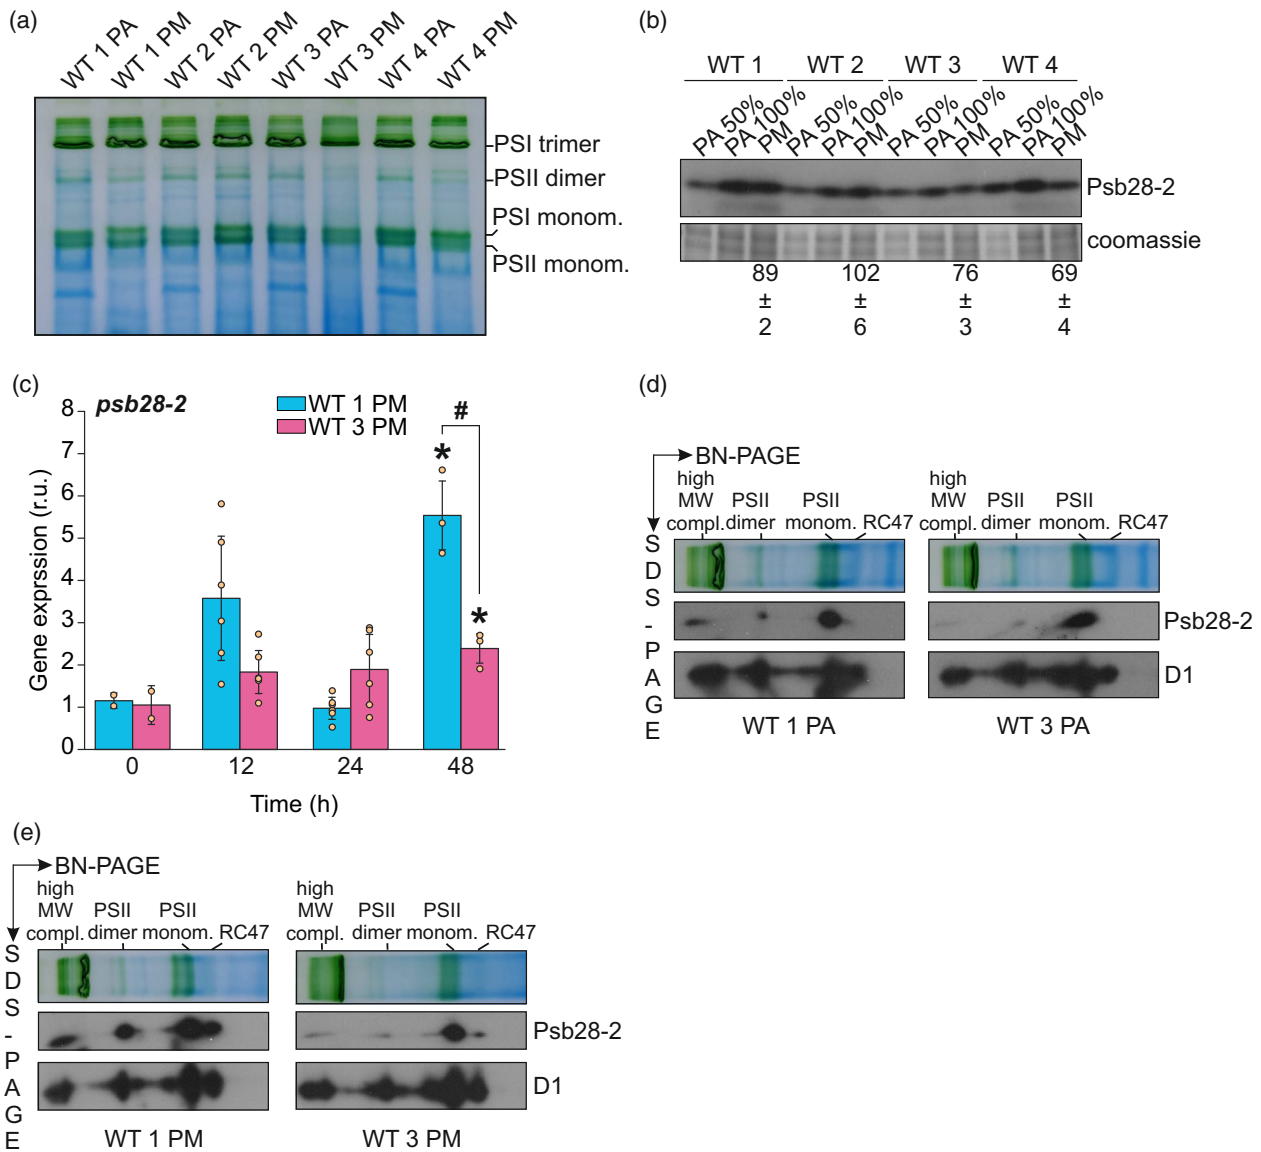 (a)
WT 1 PA
WT 1 PM
WT 2 PA
WT 2 PM
WT 3 PA
WT 3 PM
WT 4 PA
WT 4 PM
PSI trimer
PSII dimer
PSI monom.
PSII monom.
(b)
WT 1 WT 2 WT 3 WT 4
PA 50% PA 100% PM PA 50% PA 100% PM PA 50% PA 100% PM PA 50% PA 100% PM
Psb28-2
coomassie
89 102 76 69
± ± ± ±
2 6 3 4
(c)
psb28-2
WT 1 PM
WT 3 PM
#
* *
8
7
6
5
4
3
2
1
0
Gene exprssion (r.u.)
0 12 24 48
Time (h)
(d)
BN-PAGE
SDS-PAGE
high MW compl. PSII dimer PSII monom. RC47
high MW compl. PSII dimer PSII monom. RC47
Psb28-2
D1
WT 1 PA WT 3 PA
(e)
BN-PAGE
SDS-PAGE
high MW compl. PSII dimer PSII monom. RC47
high MW compl. PSII dimer PSII monom. RC47
Psb28-2
D1
WT 1 PM WT 3 PM